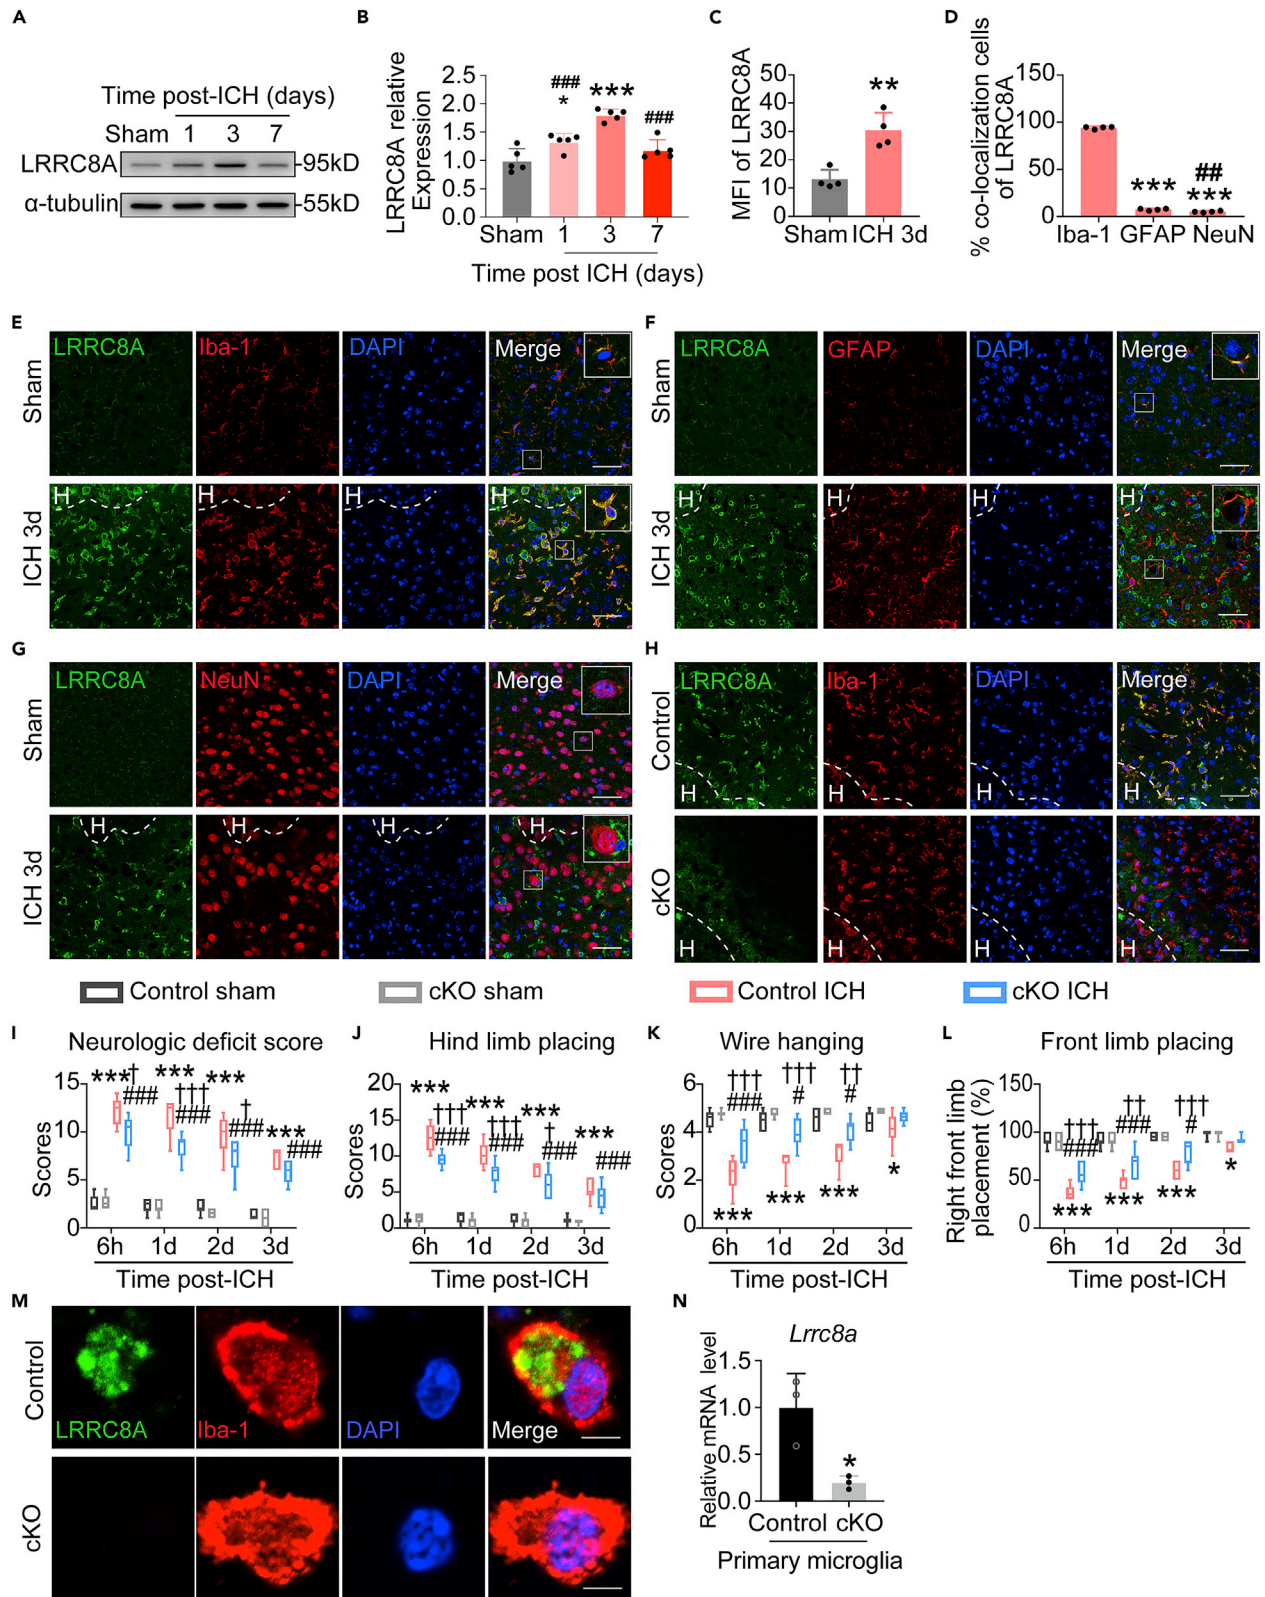 A
Time post-ICH (days)
Sham 1 3 7
LRRC8A -95kD
α-tubulin -55kD
B
LRRC8A relative
Expression
2.5
2.0
1.5
1.0
0.5
0.0
###
*
***
###
Sham 1 3 7
Time post ICH (days)
C
MFI of LRRC8A
50
40
30
20
10
0
**
Sham ICH 3d
D
% co-localization cells
of LRRC8A
150
100
50
0
***
##
***
Iba-1 GFAP NeuN
E
Sham
LRRC8A Iba-1 DAPI Merge
ICH 3d
H H H H
F
Sham
LRRC8A GFAP DAPI Merge
ICH 3d
H H H H
G
Sham
LRRC8A NeuN DAPI Merge
ICH 3d
H H H H
H
Control
LRRC8A Iba-1 DAPI Merge
H H H H
cKO
H H H H
Control sham cKO sham Control ICH cKO ICH
I
Neurologic deficit score
Scores
15
10
5
0
*** † *** ***
### ††† †
### ### ***
###
6h 1d 2d 3d
Time post-ICH
J
Hind limb placing
Scores
20
15
10
5
0
***
††† *** ***
### ††† † ***
### ### ###
6h 1d 2d 3d
Time post-ICH
K
Wire hanging
Scores
6
4
2
0
††† ††† ††
### # #
*** *** *** *
6h 1d 2d 3d
Time post-ICH
L
Front limb placing
Right front limb
placement (%)
150
100
50
0
††† †† †††
### ### #
*** *** *** *
6h 1d 2d 3d
Time post-ICH
M
Control
LRRC8A Iba-1 DAPI Merge
cKO
N
Lrrc8a
Relative mRNA level
1.5
1.0
0.5
0.0
*
Control cKO
Primary microglia